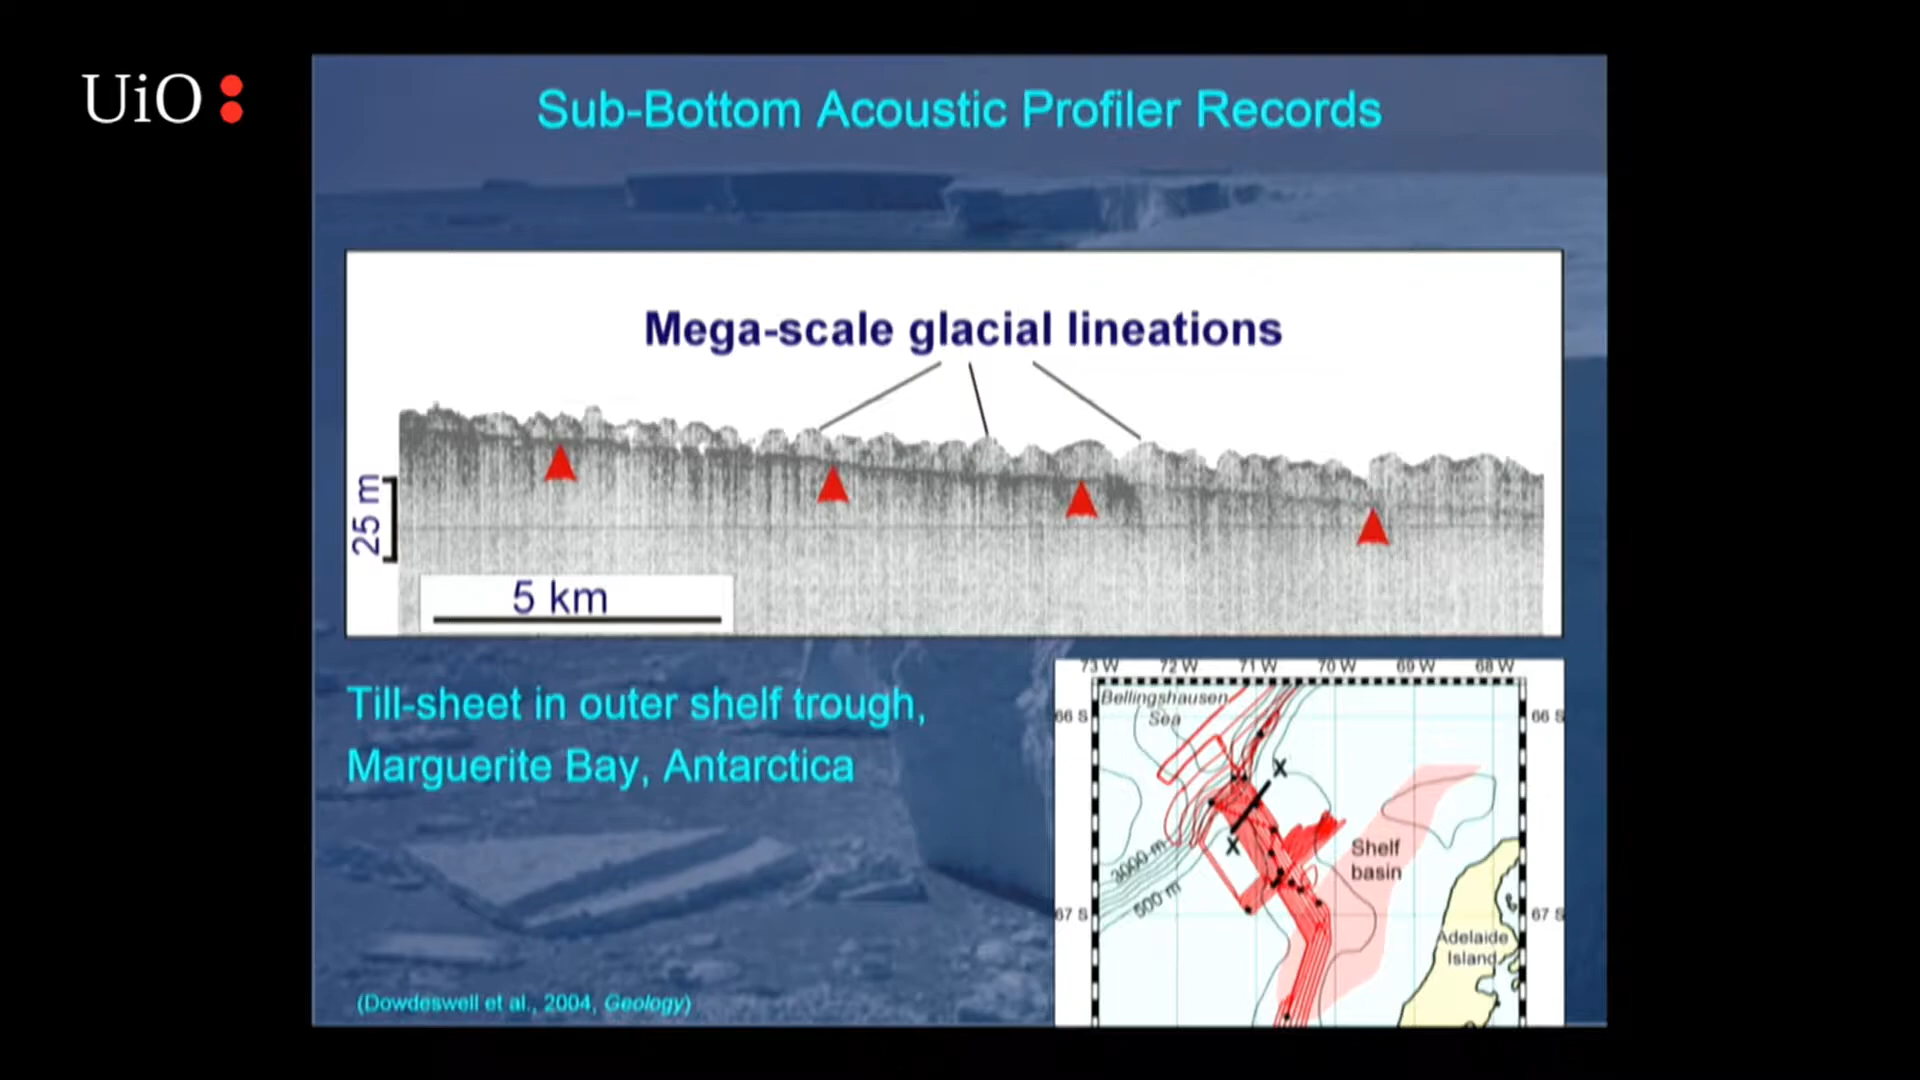 UiO
Sub-Bottom Acoustic Profiler Records
Mega-scale glacial lineations
25 m
5 km
Till-sheet in outer shelf trough,
Marguerite Bay, Antarctica
(Dowdeswell et al., 2004, Geology)
73 W 72 W 71 W 70 W 69 W 68 W
Bellingshausen
Sea
66 S 66 S
X
X
Shelf
basin
3000 m
500 m
67 S 67 S
Adelaide
Island